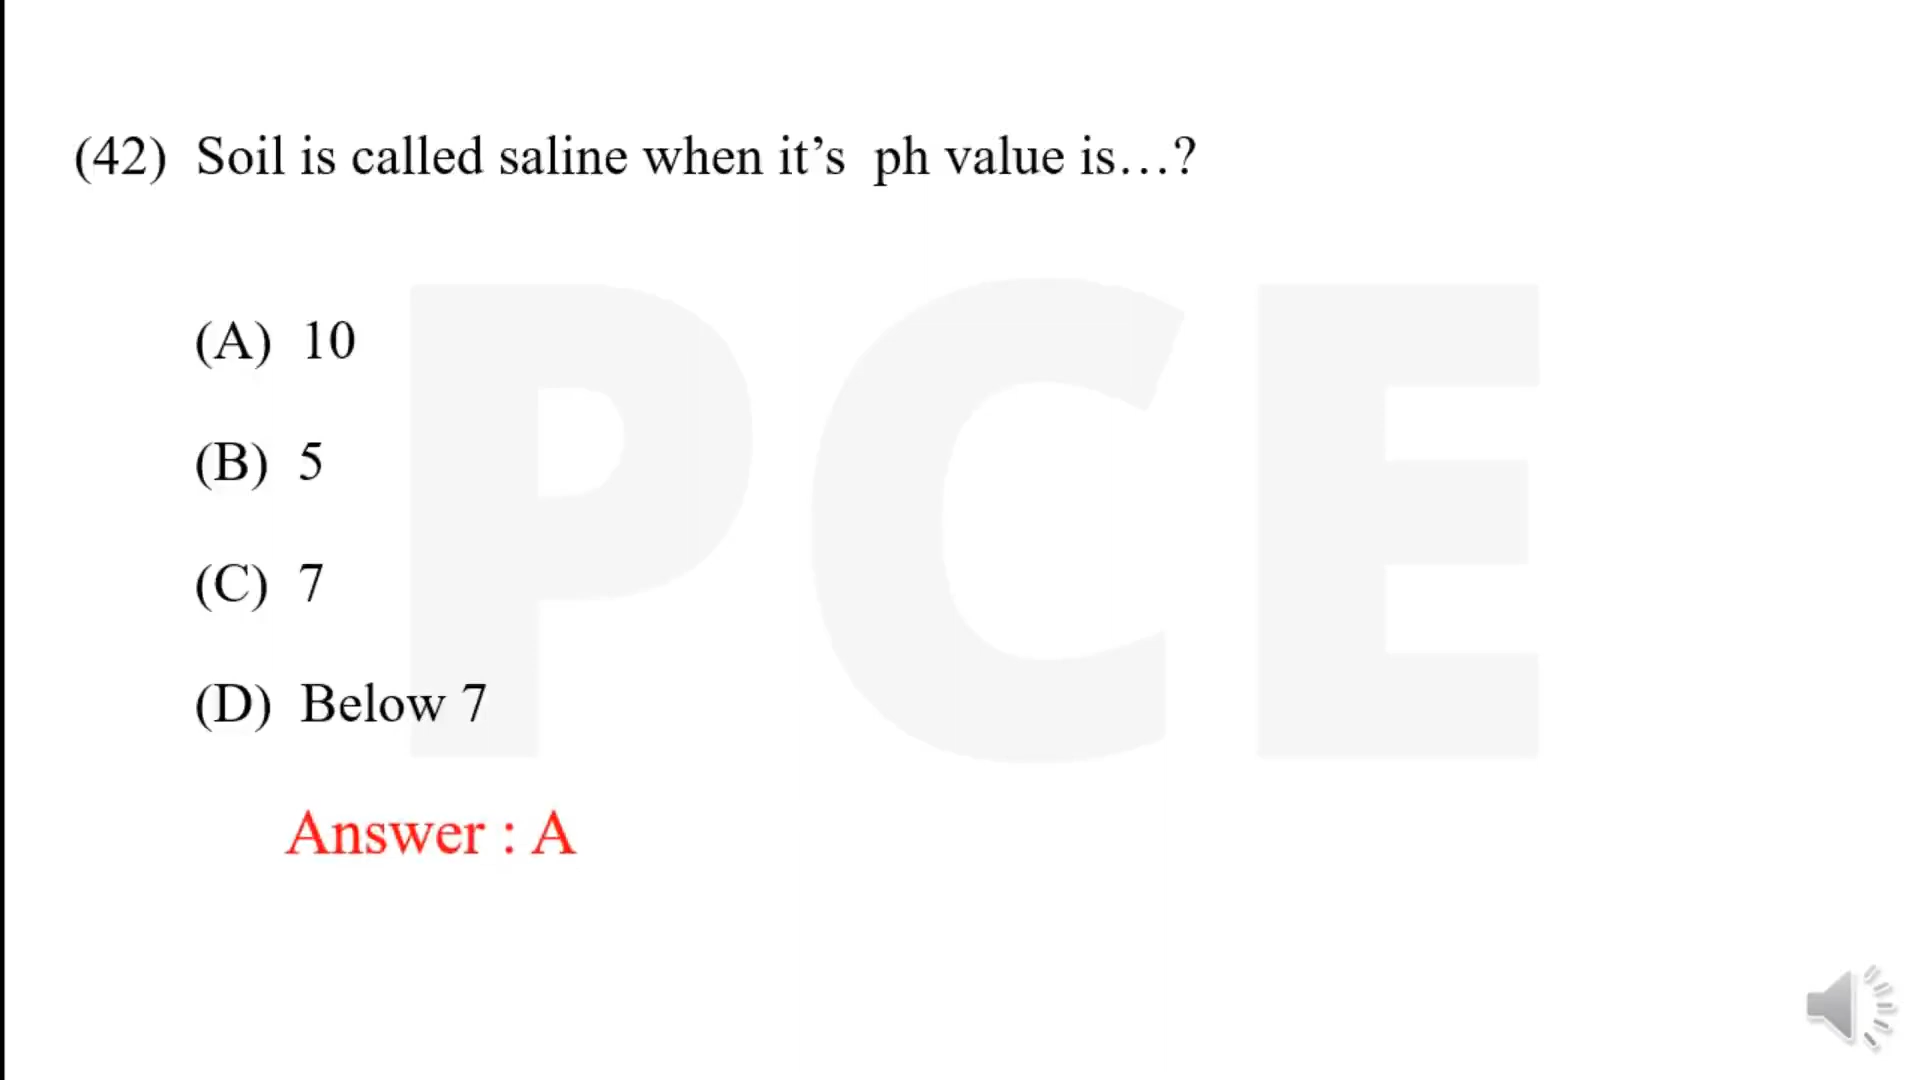 (42) Soil is called saline when it’s ph value is…?
(A) 10
(B) 5
(C) 7
(D) Below 7
Answer : A
PCE